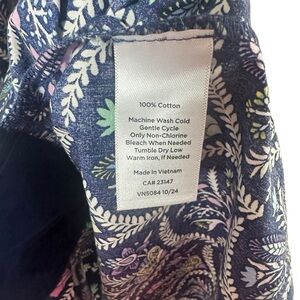 100% Cotton
Machine Wash Cold
Gentle Cycle
Only Non-Chlorine
Bleach When Needed
Tumble Dry Low
Warm Iron, If Needed
Made In Vietnam
CA# 23147
VN5084 10/24